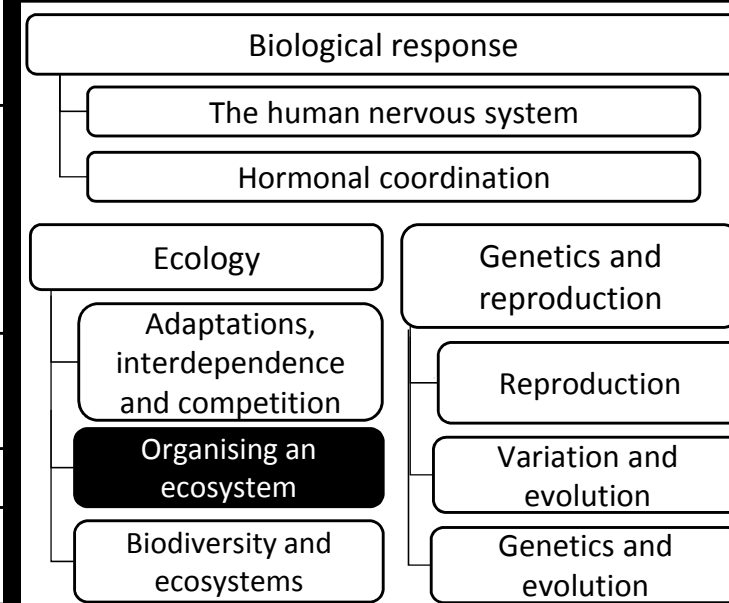 Biological response
The human nervous system
Hormonal coordination
Ecology
Adaptations,
interdependence
and competition
Organising an
ecosystem
Biodiversity and
ecosystems
Genetics and
reproduction
Reproduction
Variation and
evolution
Genetics and
evolution